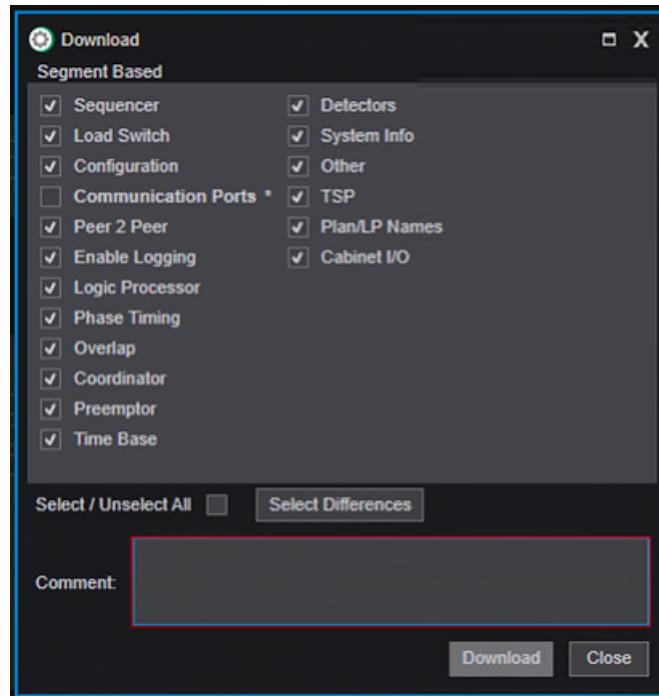 Download
X
Segment Based
Sequencer
Load Switch
Configuration
Communication Ports *
Peer 2 Peer
Enable Logging
Logic Processor
Phase Timing
Overlap
Coordinator
Preemptor
Time Base
Detectors
System Info
Other
TSP
Plan/LP Names
Cabinet I/O
Select / Unselect All
Select Differences
Comment:
Download
Close